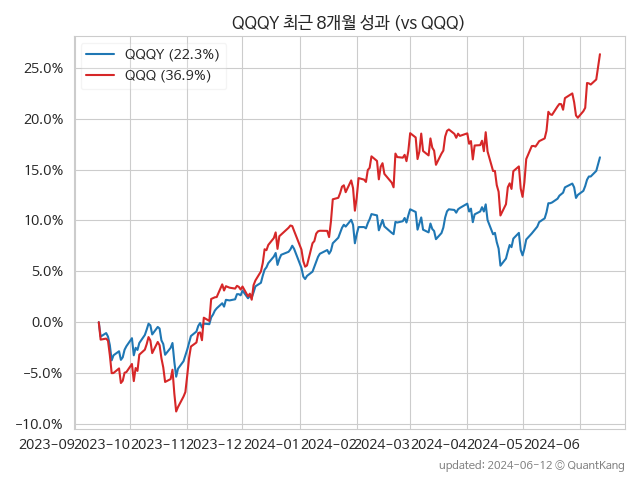 QQQY 최근 8개월 성과 (vs QQQ)
QQQY (22.3%)
QQQ (36.9%)
25.0%
20.0%
15.0%
10.0%
5.0%
0.0%
−5.0%
−10.0%
2023-09 2023-10 2023-11 2023-12 2024-01 2024-02 2024-03 2024-04 2024-05 2024-06
updated: 2024-06-12 © QuantKang